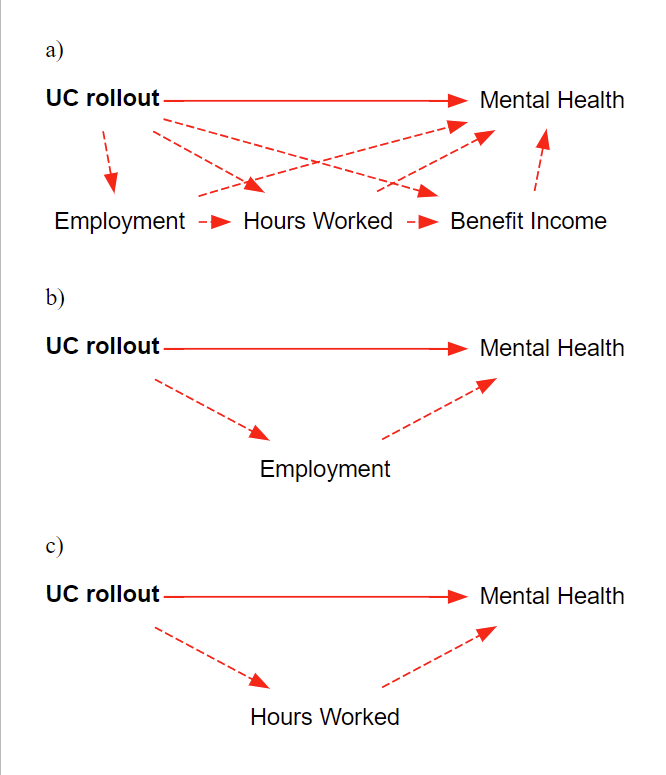 a)
UC rollout Mental Health
Employment Hours Worked Benefit Income
b)
UC rollout Mental Health
Employment
c)
UC rollout Mental Health
Hours Worked